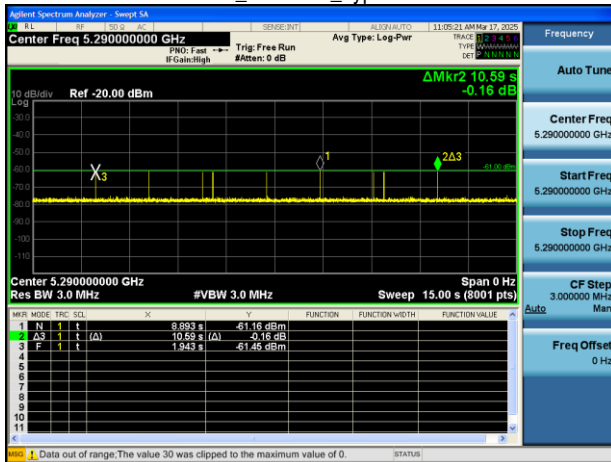 Agilent Spectrum Analyzer - Swept SA
RL RF 50 Ω AC SENSE:INT ALIGN AUTO 11:05:21 AM Mar 17, 2025
Center Freq 5.290000000 GHz
PNO: Fast
IFGain:High
Trig: Free Run
#Atten: 0 dB
Avg Type: Log-Pwr
TRACE 1 2 3 4 5 6
TYPE WWWWWW
DET P N N N N N
ΔMkr2 10.59 s
-0.16 dB
10 dB/div Ref -20.00 dBm
Log
-30.0
-40.0
-50.0
-60.0
-70.0
-80.0
-90.0
-100
-110
1
2Δ3
3
-61.00 dBm
Center 5.290000000 GHz Span 0 Hz
Res BW 3.0 MHz #VBW 3.0 MHz Sweep 15.00 s (8001 pts)
MKR MODE TRC SCL X Y FUNCTION FUNCTION WIDTH FUNCTION VALUE
1 N 1 t 8.893 s -61.16 dBm
2 Δ3 1 t (Δ) 10.59 s (Δ) -0.16 dB
3 F 1 t 1.943 s -61.45 dBm
4
5
6
7
8
9
10
11
MSG Data out of range;The value 30 was clipped to the maximum value of 0. STATUS
Frequency
Auto Tune
Center Freq
5.290000000 GHz
Start Freq
5.290000000 GHz
Stop Freq
5.290000000 GHz
CF Step
3.000000 MHz
Auto Man
Freq Offset
0 Hz